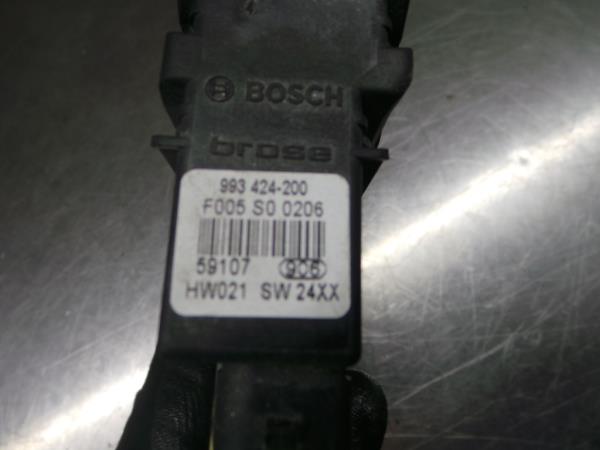 BOSCH
brose
993 424-200
F005 S0 0206
59107 906
HW021 SW 24XX